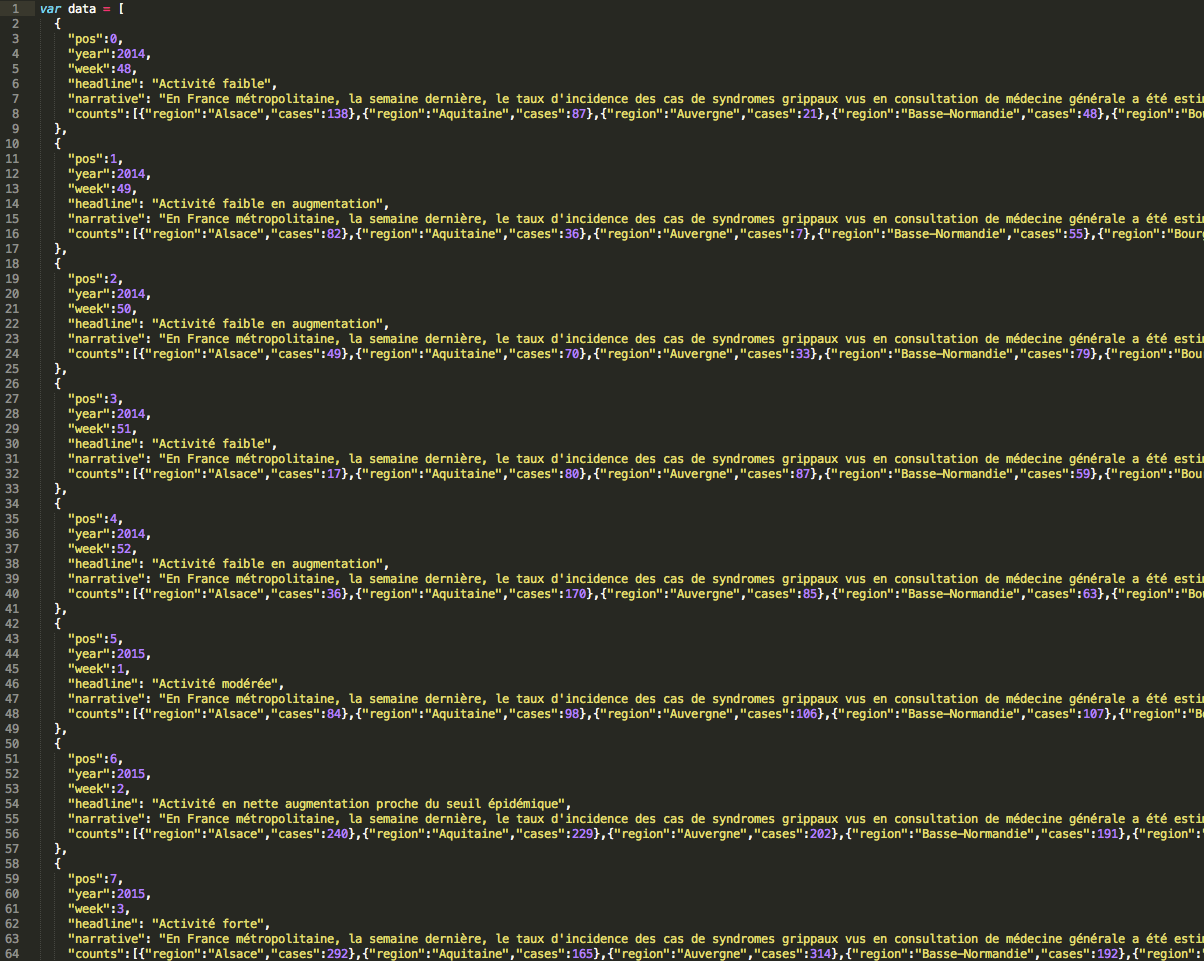 1 var data = [
2 {
3 "pos":0,
4 "year":2014,
5 "week":48,
6 "headline": "Activité faible",
7 "narrative": "En France métropolitaine, la semaine dernière, le taux d'incidence des cas de syndromes grippaux vus en consultation de médecine générale a été estim
8 "counts":[{"region":"Alsace","cases":138},{"region":"Aquitaine","cases":87},{"region":"Auvergne","cases":21},{"region":"Basse-Normandie","cases":48},{"region":"Bou
9 },
10 {
11 "pos":1,
12 "year":2014,
13 "week":49,
14 "headline": "Activité faible en augmentation",
15 "narrative": "En France métropolitaine, la semaine dernière, le taux d'incidence des cas de syndromes grippaux vus en consultation de médecine générale a été estim
16 "counts":[{"region":"Alsace","cases":82},{"region":"Aquitaine","cases":36},{"region":"Auvergne","cases":7},{"region":"Basse-Normandie","cases":55},{"region":"Bourg
17 },
18 {
19 "pos":2,
20 "year":2014,
21 "week":50,
22 "headline": "Activité faible en augmentation",
23 "narrative": "En France métropolitaine, la semaine dernière, le taux d'incidence des cas de syndromes grippaux vus en consultation de médecine générale a été estim
24 "counts":[{"region":"Alsace","cases":49},{"region":"Aquitaine","cases":70},{"region":"Auvergne","cases":33},{"region":"Basse-Normandie","cases":79},{"region":"Bou
25 },
26 {
27 "pos":3,
28 "year":2014,
29 "week":51,
30 "headline": "Activité faible",
31 "narrative": "En France métropolitaine, la semaine dernière, le taux d'incidence des cas de syndromes grippaux vus en consultation de médecine générale a été estim
32 "counts":[{"region":"Alsace","cases":17},{"region":"Aquitaine","cases":80},{"region":"Auvergne","cases":87},{"region":"Basse-Normandie","cases":59},{"region":"Bou
33 },
34 {
35 "pos":4,
36 "year":2014,
37 "week":52,
38 "headline": "Activité faible en augmentation",
39 "narrative": "En France métropolitaine, la semaine dernière, le taux d'incidence des cas de syndromes grippaux vus en consultation de médecine générale a été estim
40 "counts":[{"region":"Alsace","cases":36},{"region":"Aquitaine","cases":170},{"region":"Auvergne","cases":85},{"region":"Basse-Normandie","cases":63},{"region":"Bo
41 },
42 {
43 "pos":5,
44 "year":2015,
45 "week":1,
46 "headline": "Activité modérée",
47 "narrative": "En France métropolitaine, la semaine dernière, le taux d'incidence des cas de syndromes grippaux vus en consultation de médecine générale a été estim
48 "counts":[{"region":"Alsace","cases":84},{"region":"Aquitaine","cases":98},{"region":"Auvergne","cases":106},{"region":"Basse-Normandie","cases":107},{"region":"B
49 },
50 {
51 "pos":6,
52 "year":2015,
53 "week":2,
54 "headline": "Activité en nette augmentation proche du seuil épidémique",
55 "narrative": "En France métropolitaine, la semaine dernière, le taux d'incidence des cas de syndromes grippaux vus en consultation de médecine générale a été estim
56 "counts":[{"region":"Alsace","cases":240},{"region":"Aquitaine","cases":229},{"region":"Auvergne","cases":202},{"region":"Basse-Normandie","cases":191},{"region":"
57 },
58 {
59 "pos":7,
60 "year":2015,
61 "week":3,
62 "headline": "Activité forte",
63 "narrative": "En France métropolitaine, la semaine dernière, le taux d'incidence des cas de syndromes grippaux vus en consultation de médecine générale a été estim
64 "counts":[{"region":"Alsace","cases":292},{"region":"Aquitaine","cases":165},{"region":"Auvergne","cases":314},{"region":"Basse-Normandie","cases":192},{"region":"